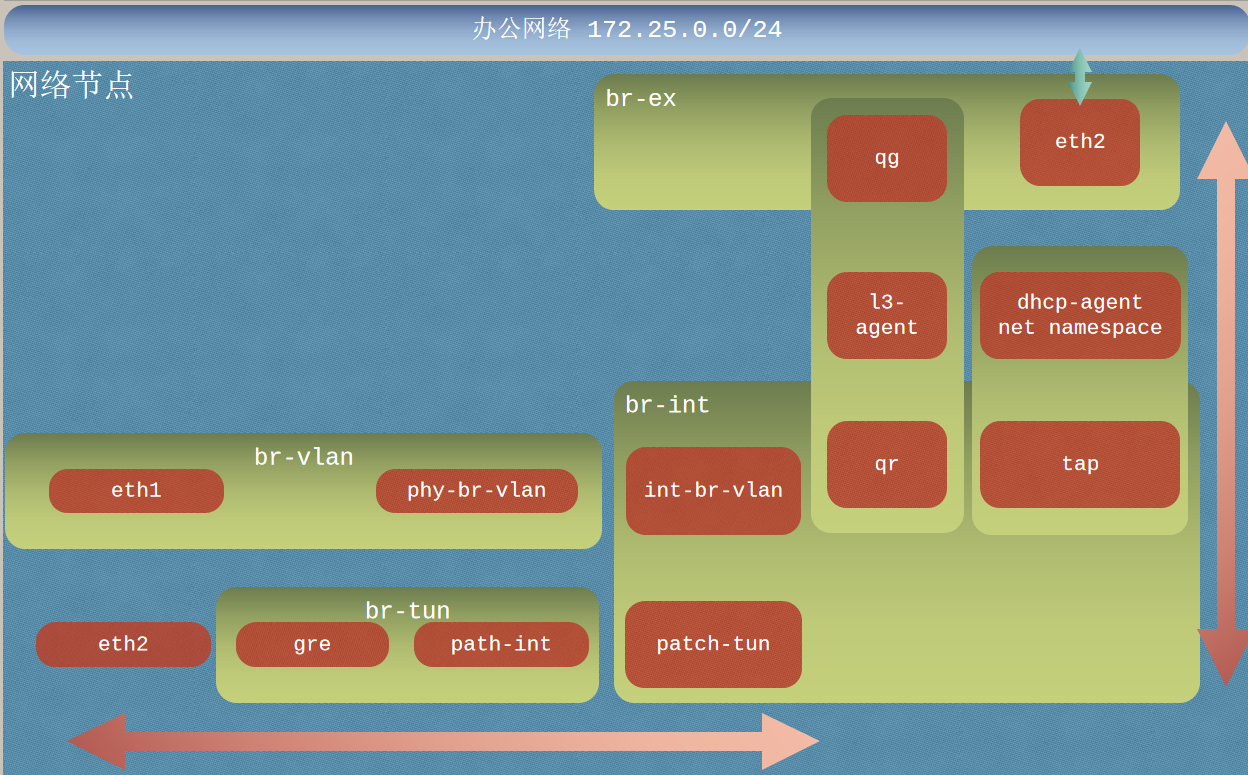 办公网络 172.25.0.0/24
网络节点
br-ex
qg
eth2
l3-
agent
dhcp-agent
net namespace
br-int
br-vlan
eth1
phy-br-vlan
int-br-vlan
qr
tap
br-tun
eth2
gre
path-int
patch-tun